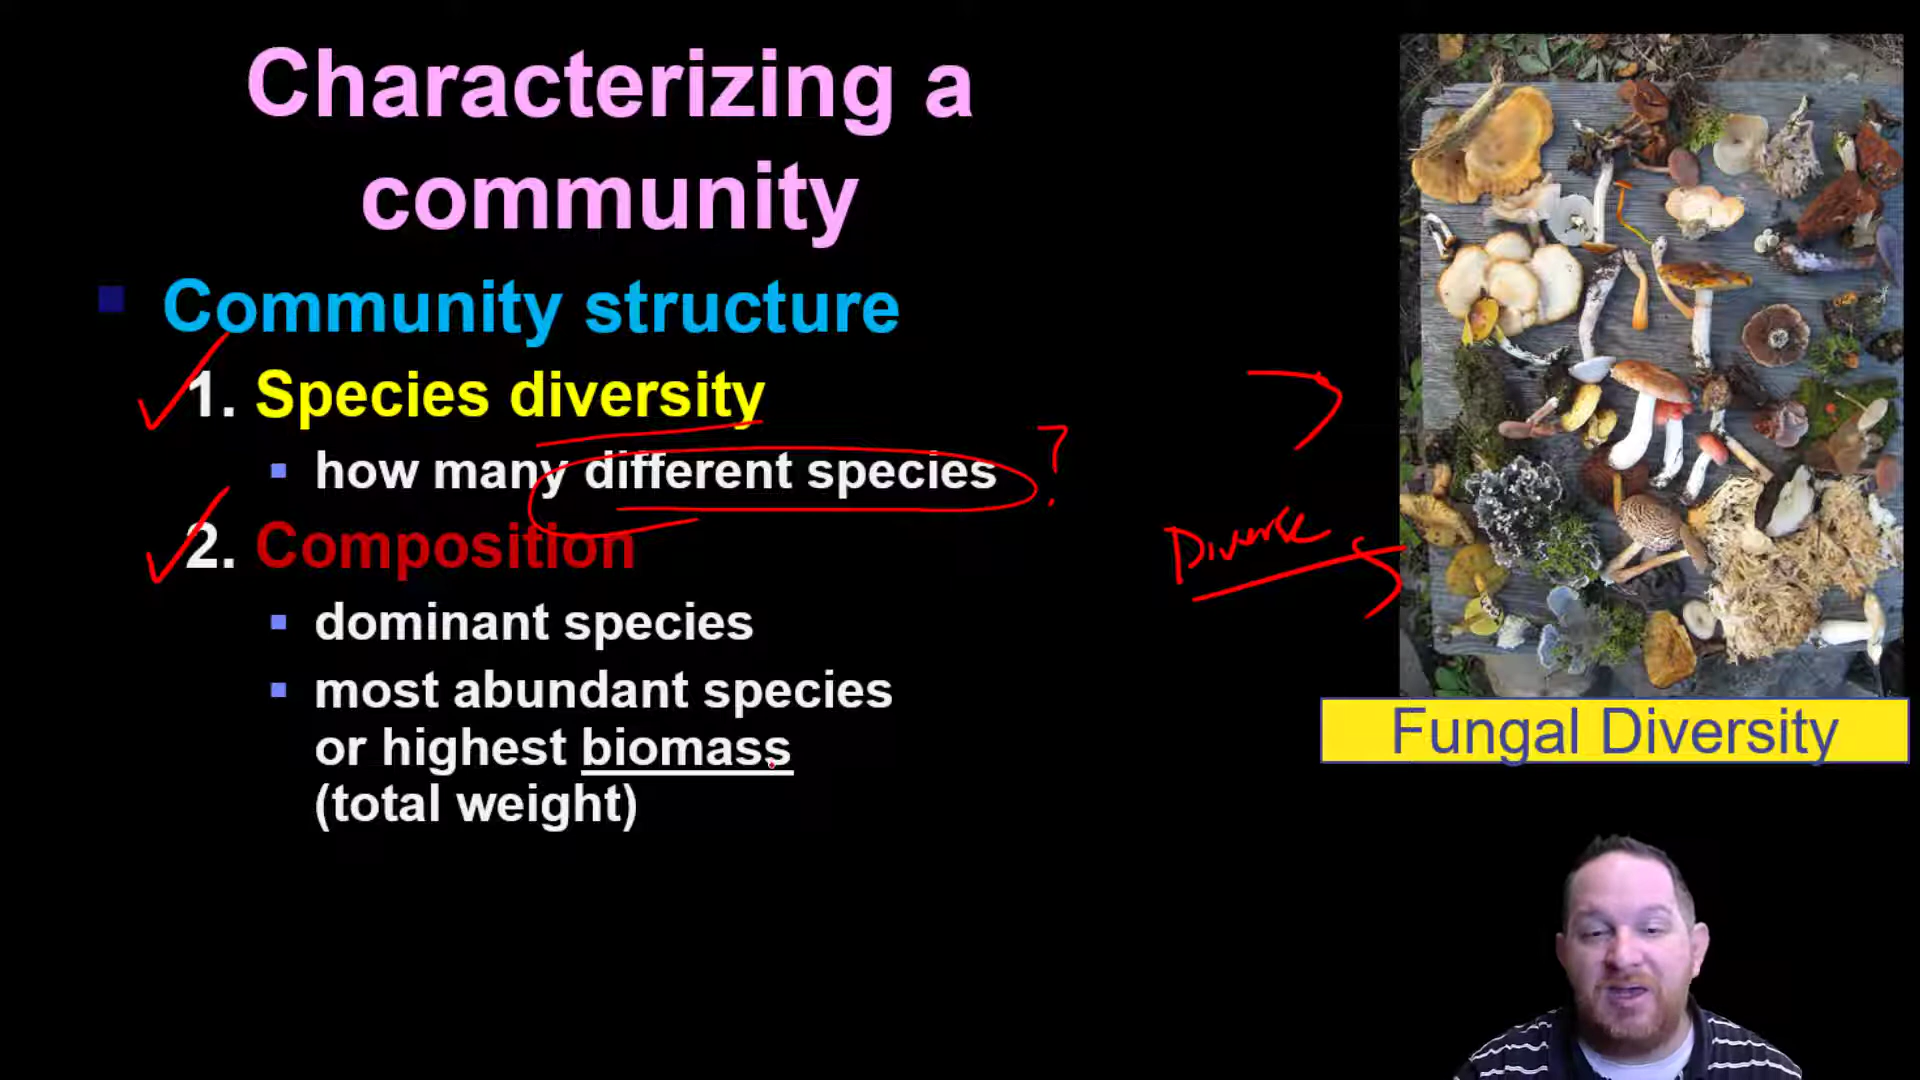 Characterizing a
community
Community structure
1. Species diversity
how many different species ?
2. Composition
dominant species
most abundant species
or highest biomass
(total weight)
Diverse
Fungal Diversity